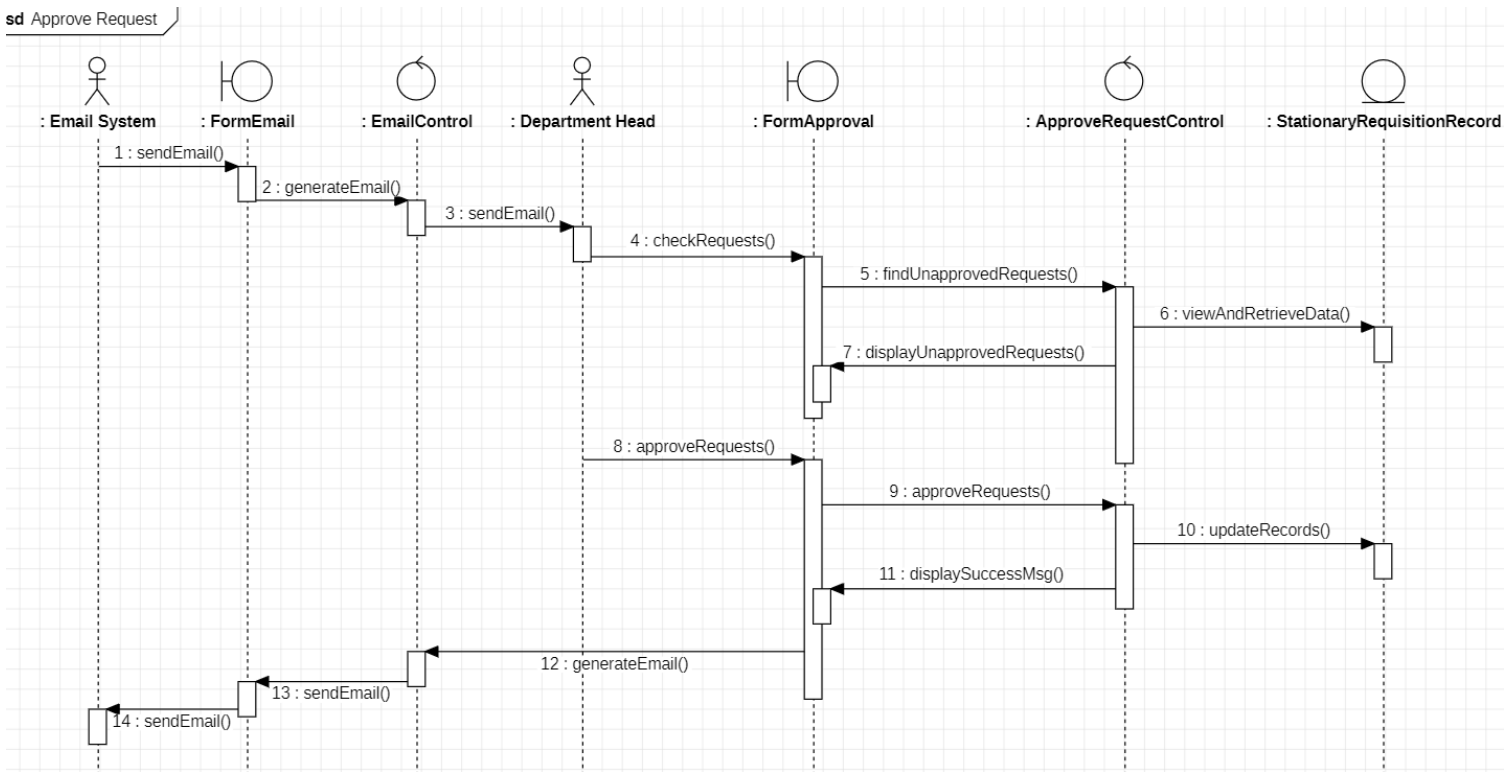 sd Approve Request
: Email System
: FormEmail
: EmailControl
: Department Head
: FormApproval
: ApproveRequestControl
: StationaryRequisitionRecord
1 : sendEmail()
2 : generateEmail()
3 : sendEmail()
4 : checkRequests()
5 : findUnapprovedRequests()
6 : viewAndRetrieveData()
7 : displayUnapprovedRequests()
8 : approveRequests()
9 : approveRequests()
10 : updateRecords()
11 : displaySuccessMsg()
12 : generateEmail()
13 : sendEmail()
14 : sendEmail()